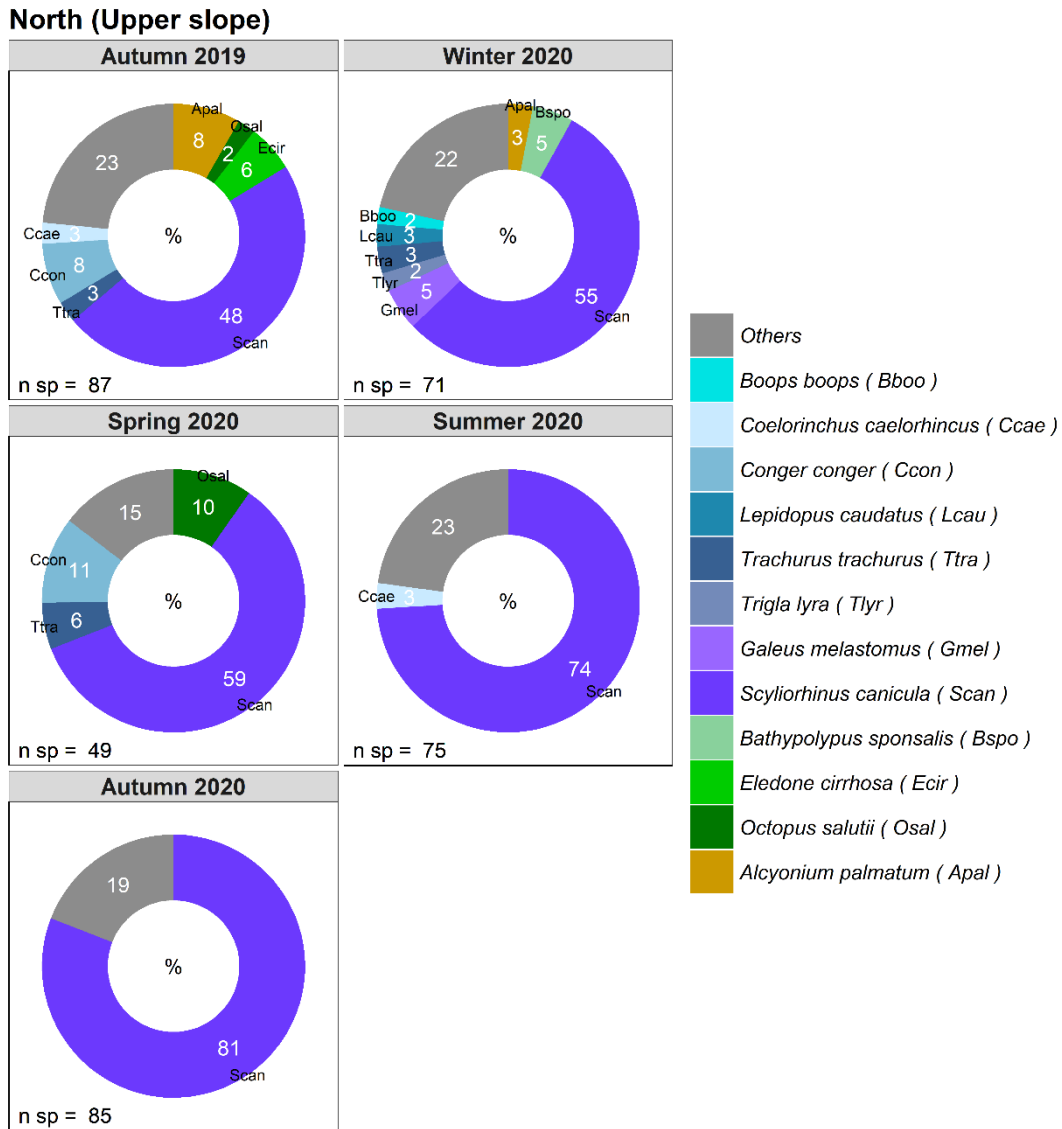 North (Upper slope)
Autumn 2019
Apal
8
Osal
2
Ecir
6
23
Ccae
3
%
Ccon
8
Ttra
3
48
Scan
n sp = 87
Winter 2020
Apal
3
Bspo
5
22
Bboo
2
Lcau
3
%
Ttra
3
Tlyr
2
Gmel
5
55
Scan
n sp = 71
Spring 2020
Osal
10
15
Ccon
11
%
Ttra
6
59
Scan
n sp = 49
Summer 2020
23
Ccae
3
%
74
Scan
n sp = 75
Autumn 2020
19
%
81
Scan
n sp = 85
Others
Boops boops ( Bboo )
Coelorinchus caelorhincus ( Ccae )
Conger conger ( Ccon )
Lepidopus caudatus ( Lcau )
Trachurus trachurus ( Ttra )
Trigla lyra ( Tlyr )
Galeus melastomus ( Gmel )
Scyliorhinus canicula ( Scan )
Bathypolypus sponsalis ( Bspo )
Eledone cirrhosa ( Ecir )
Octopus salutii ( Osal )
Alcyonium palmatum ( Apal )